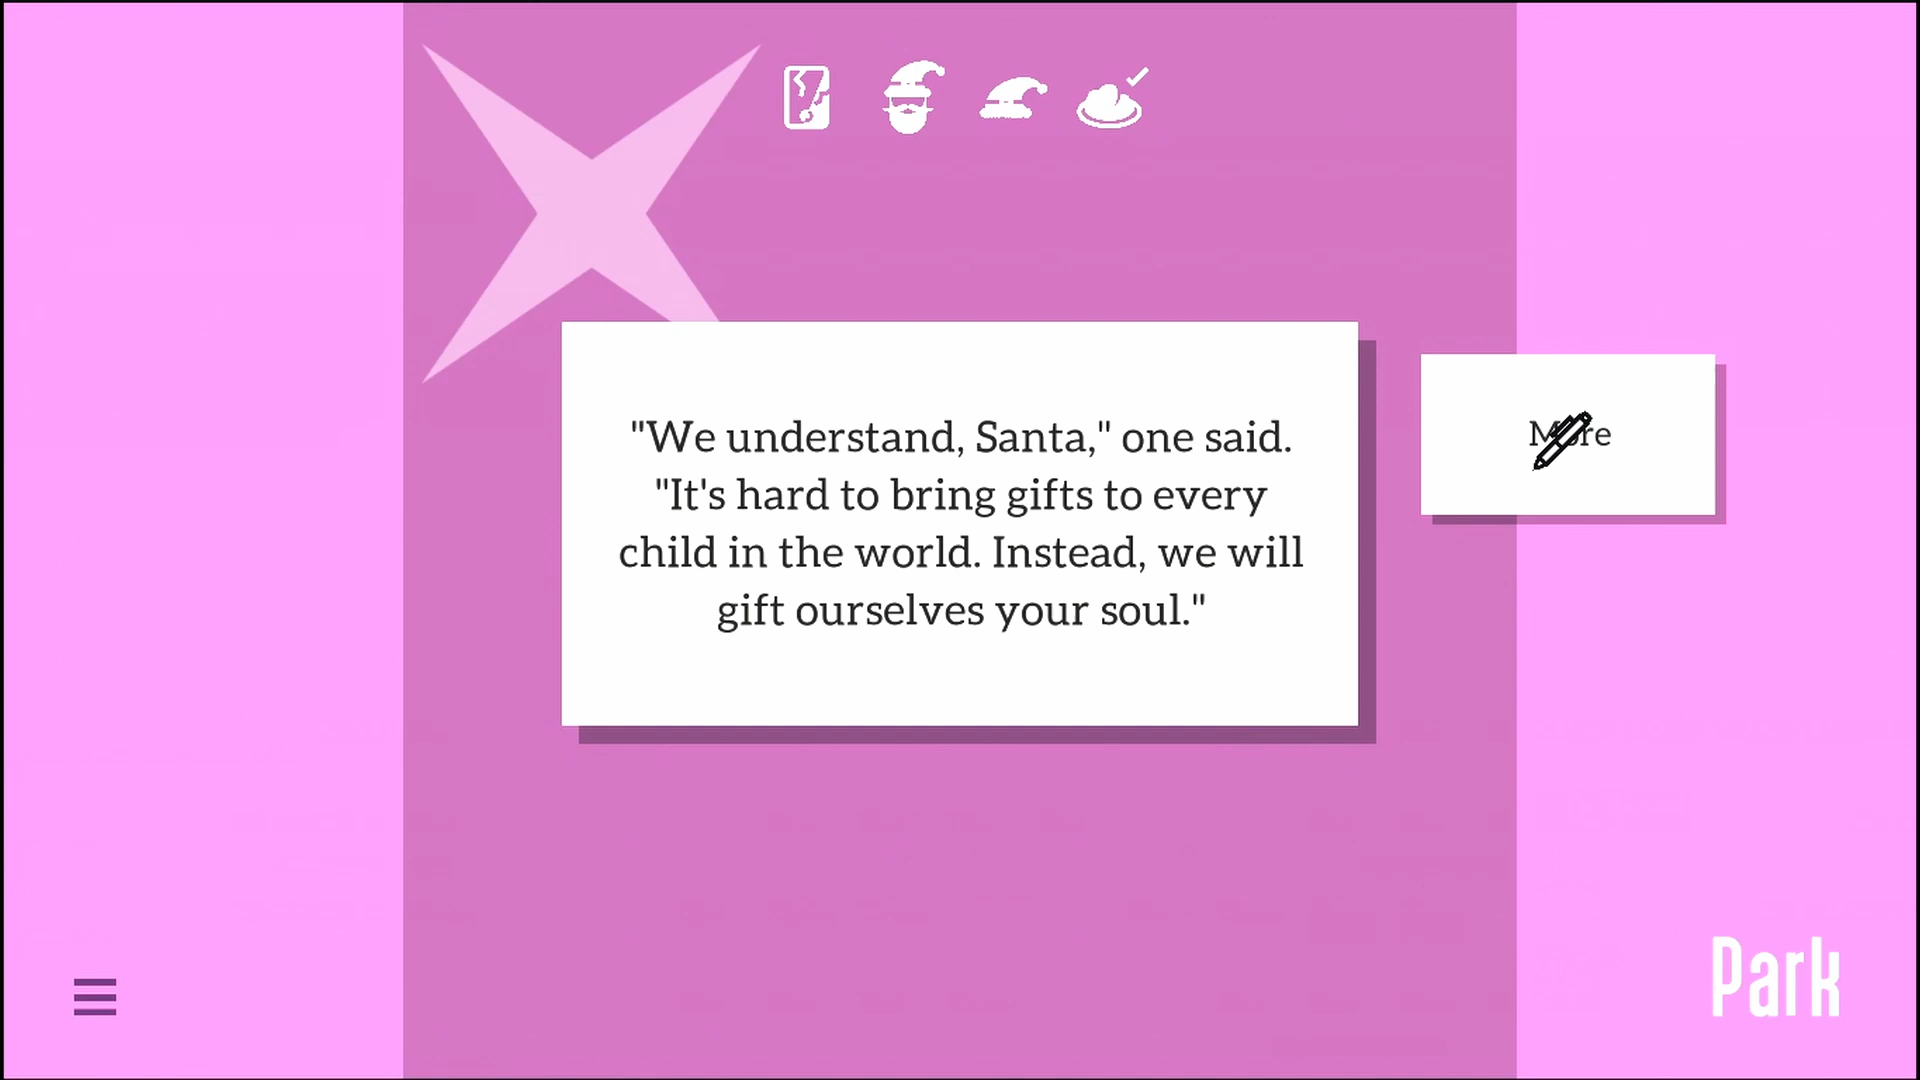 "We understand, Santa," one said.
"It's hard to bring gifts to every
child in the world. Instead, we will
gift ourselves your soul."
More
Park